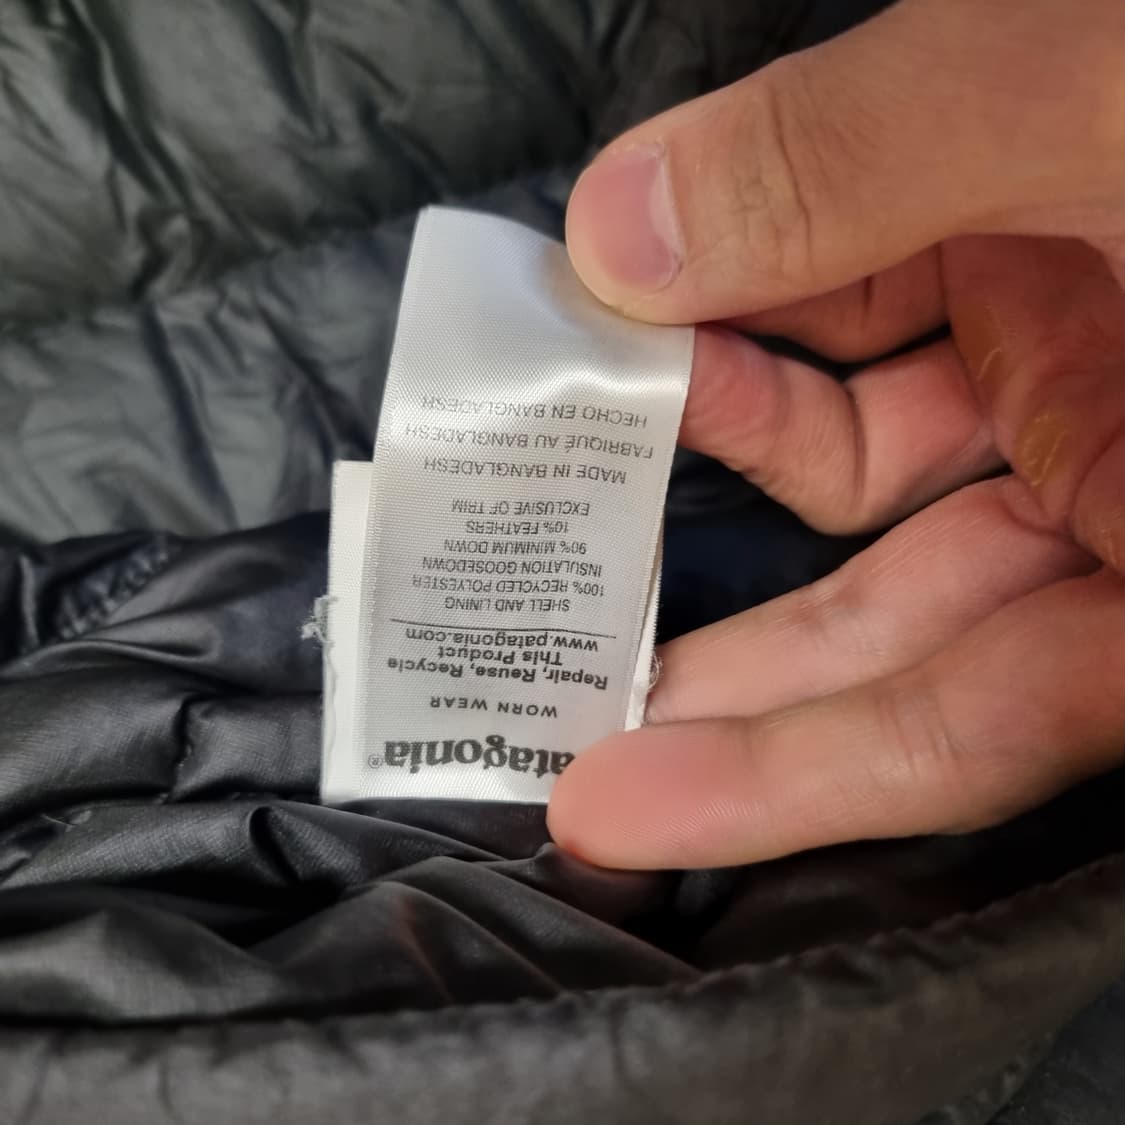 atagonia®
WORN WEAR
Repair, Reuse, Recycle
This Product
www.patagonia.com
SHELL AND LINING
100% RECYCLED POLYESTER
INSULATION GOOSEDOWN
90% MINIMUM DOWN
10% FEATHERS
EXCLUSIVE OF TRIM
MADE IN BANGLADESH
FABRIQUÉ AU BANGLADESH
HECHO EN BANGLADESH